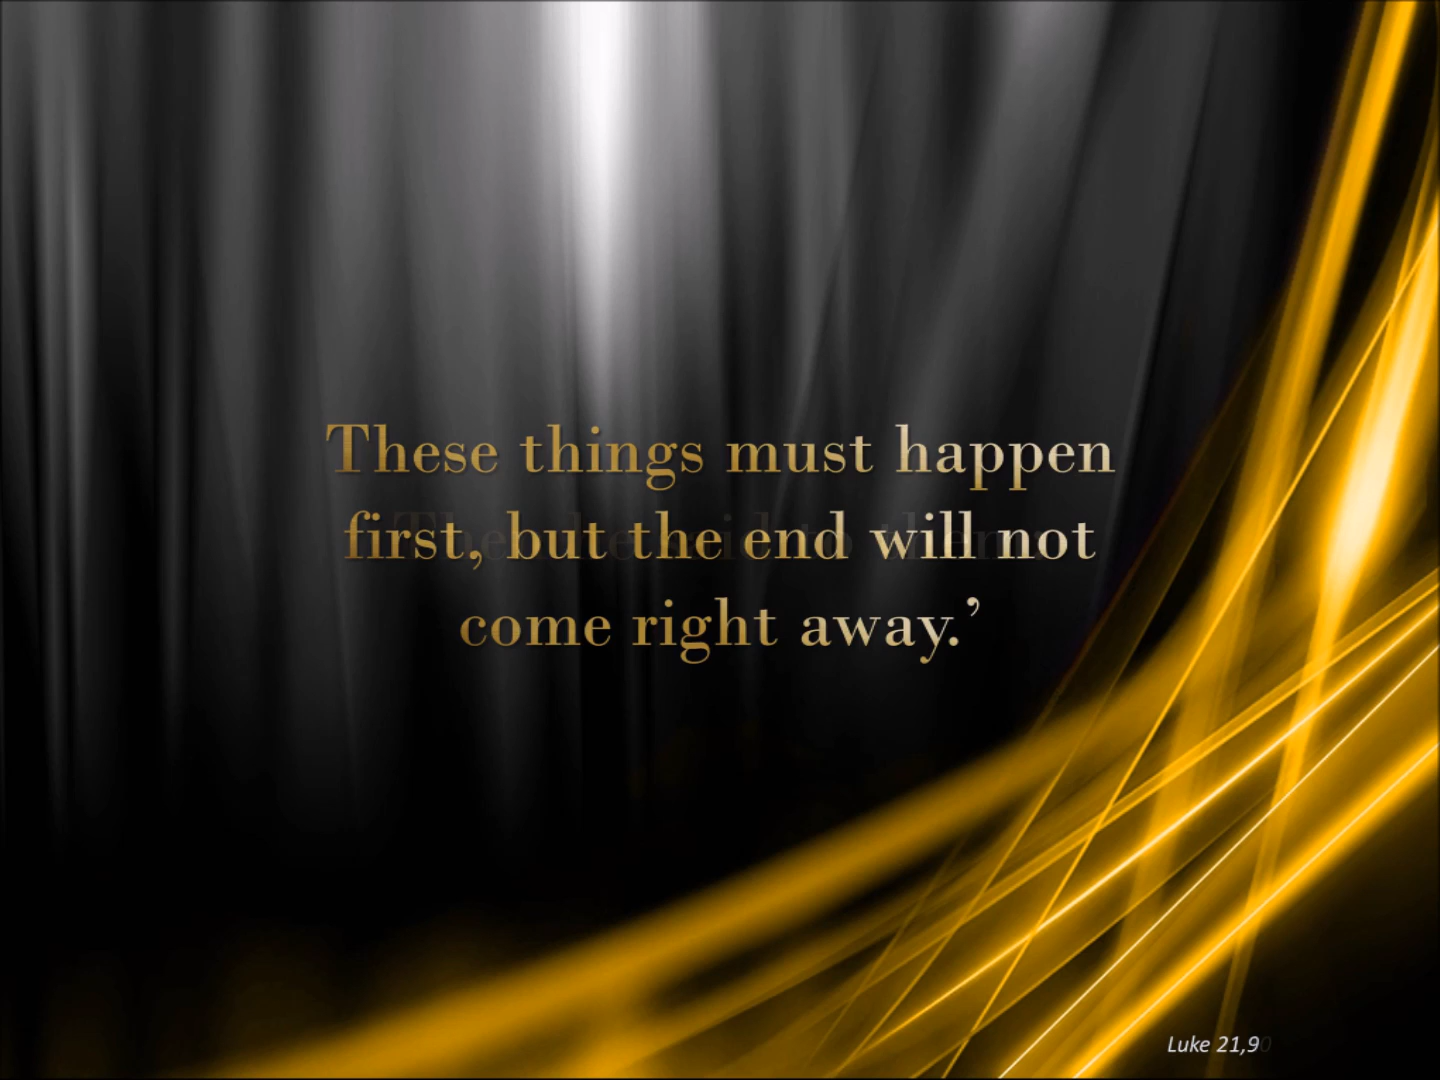 These things must happen
first, but the end will not
come right away.’
Luke 21,9